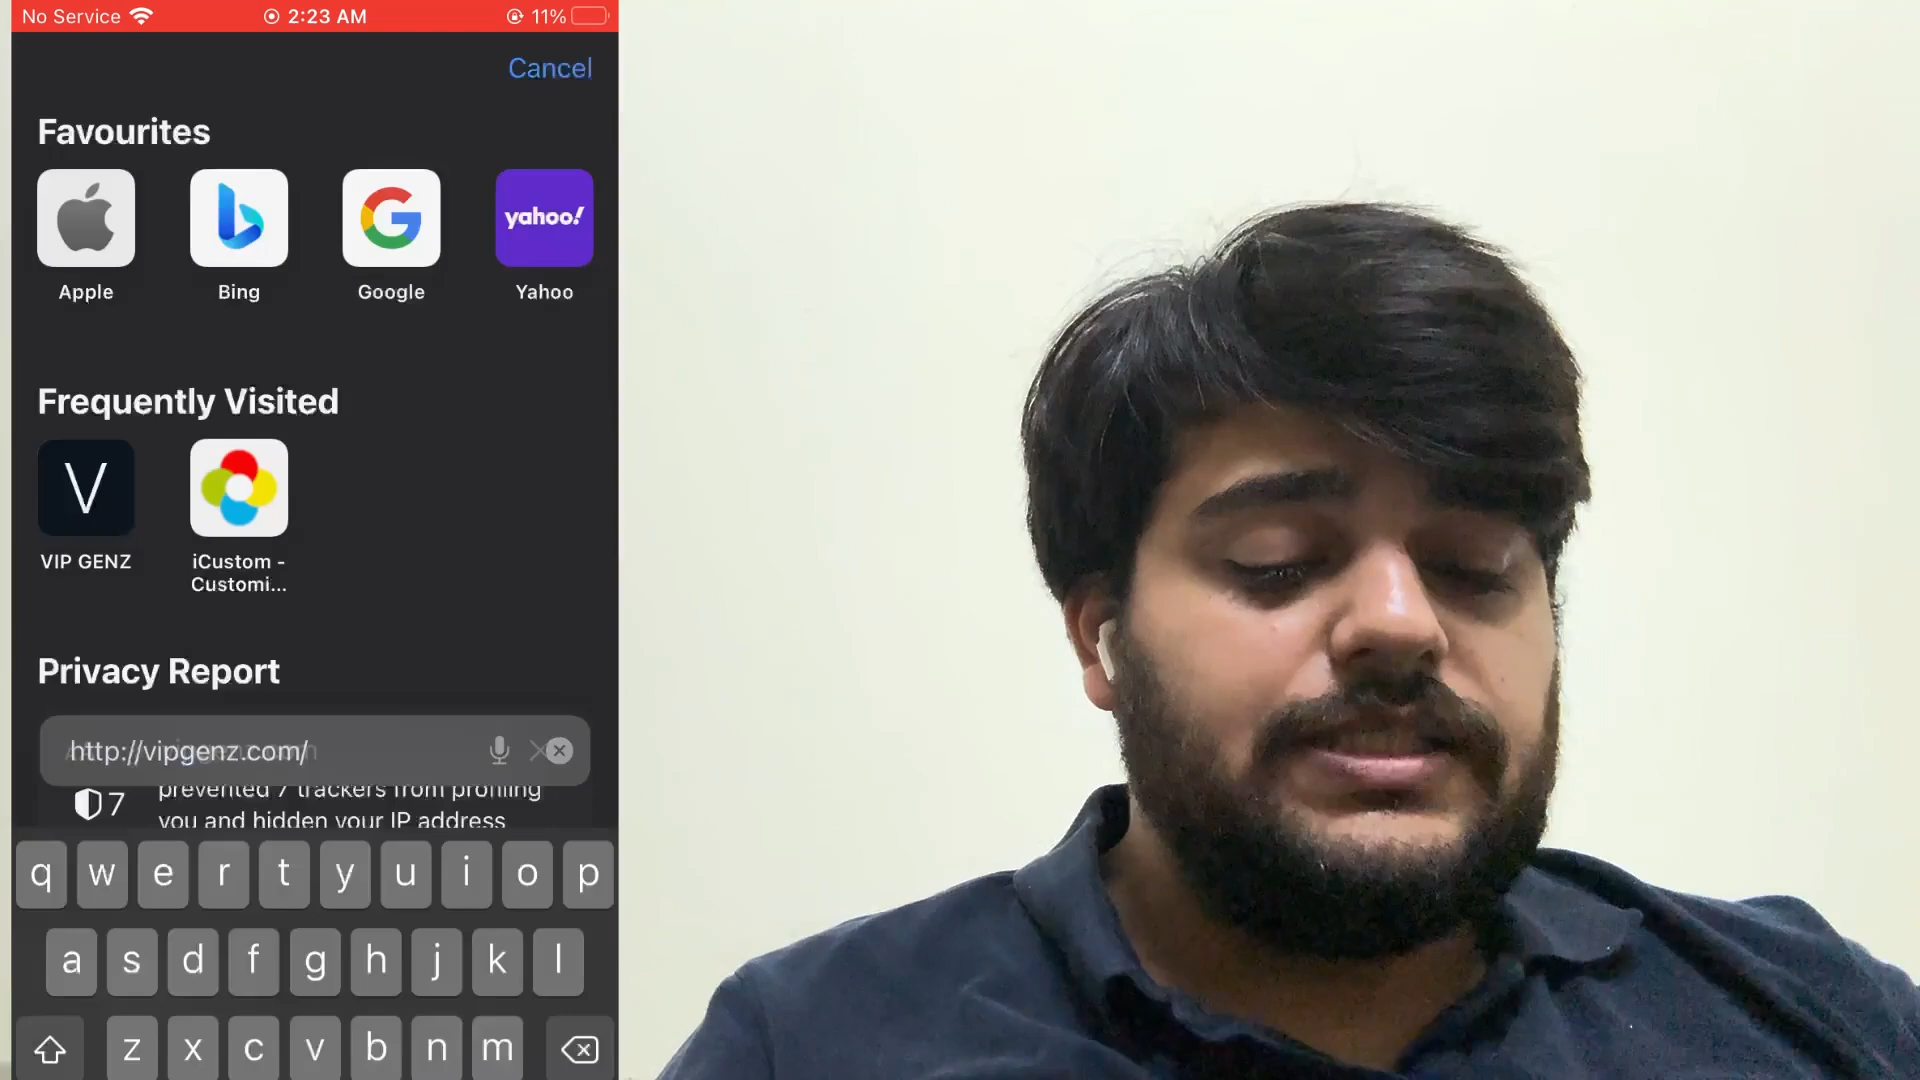 No Service 2:23 AM 11%
Cancel
Favourites
yahoo!
Apple Bing Google Yahoo
Frequently Visited
V
VIP GENZ iCustom -
Customi...
Privacy Report
http://vipgenz.com/
7 prevented 7 trackers from profiling
you and hidden your IP address
q w e r t y u i o p
a s d f g h j k l
z x c v b n m